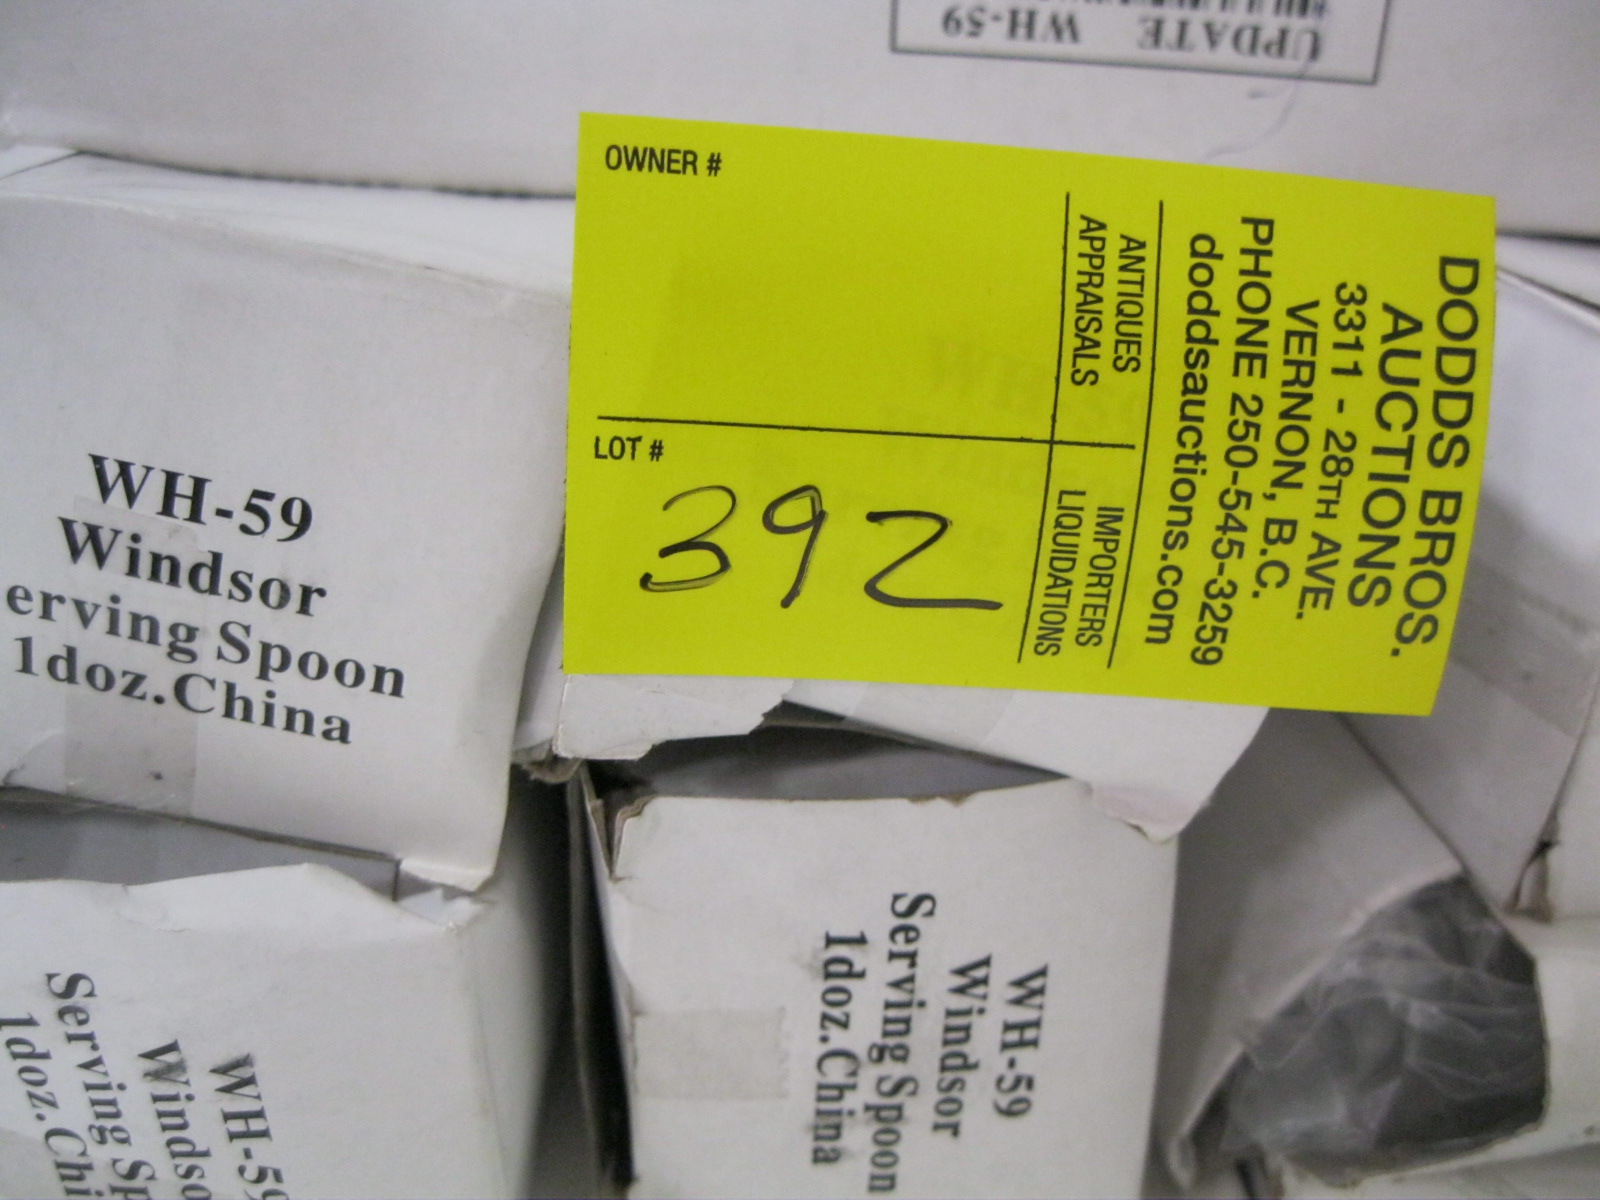 UPDATE WH-59
OWNER #
LOT #
392
DODDS BROS.
AUCTIONS
3311 - 28TH AVE.
VERNON, B.C.
PHONE 250-545-3259
doddsauctions.com
ANTIQUES
APPRAISALS
IMPORTERS
LIQUIDATIONS
WH-59
Windsor
erving Spoon
1doz.China
WH-59
Windsor
Serving Spoon
1doz.China
WH-59
Windso
Serving Sp
1doz.Chi